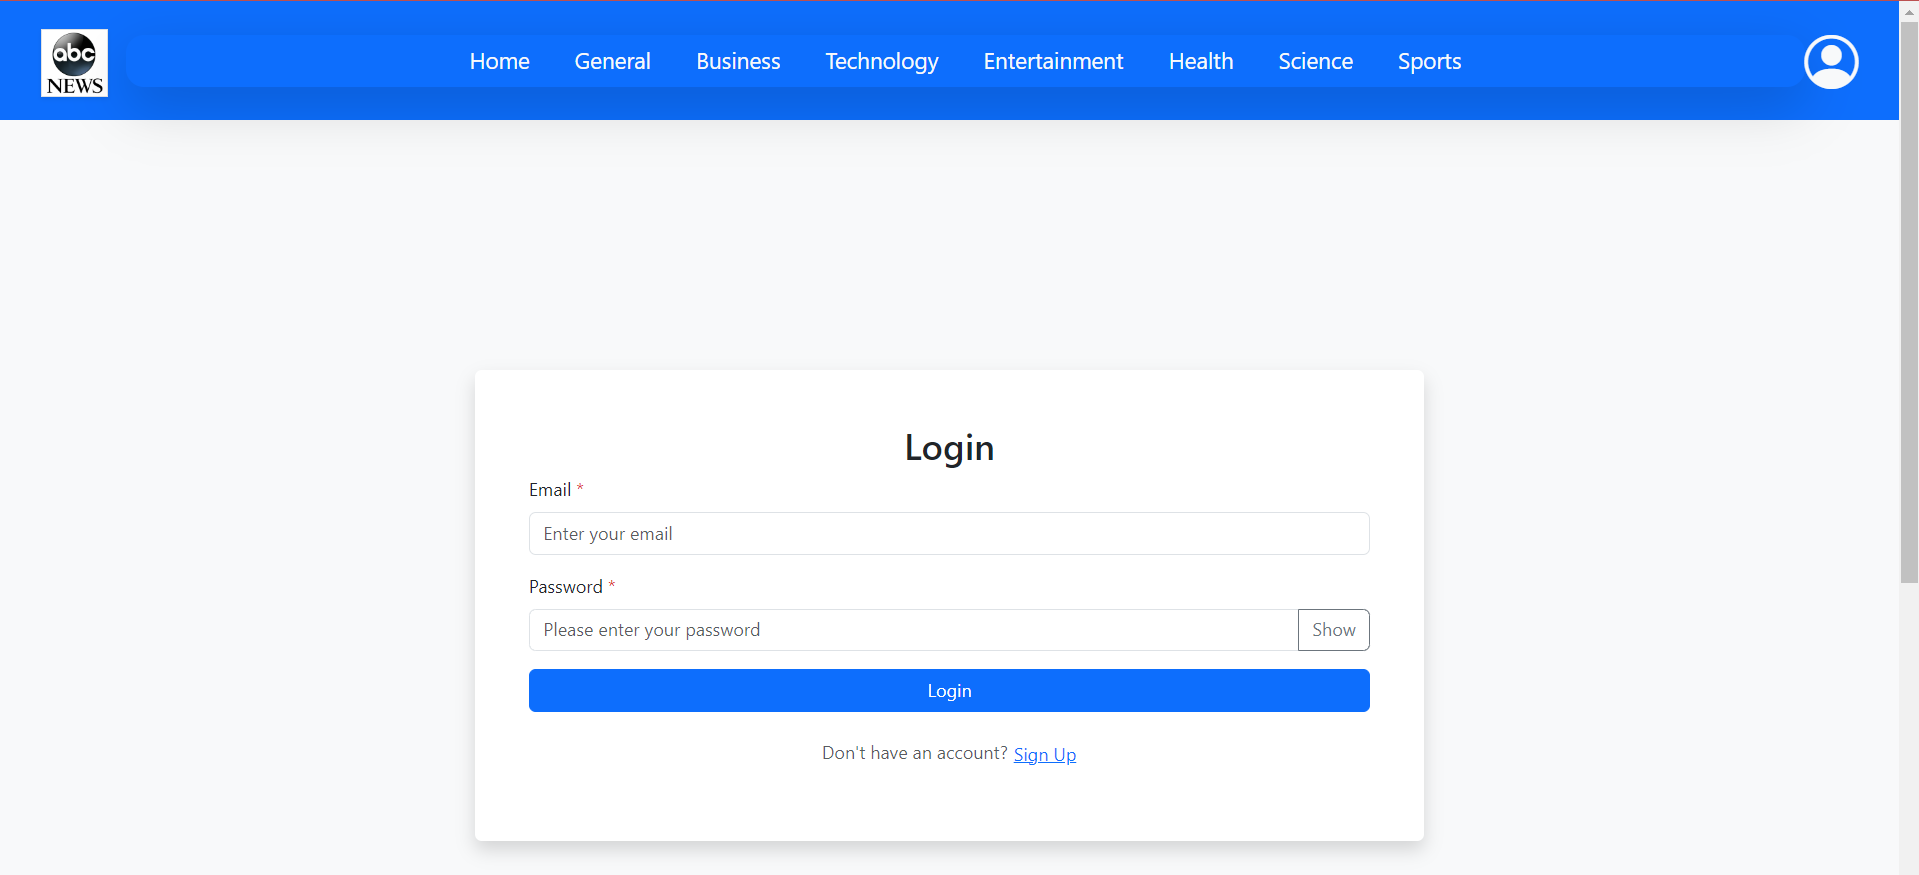 abc
NEWS
Home General Business Technology Entertainment Health Science Sports
Login
Email *
Enter your email
Password *
Please enter your password Show
Login
Don't have an account? Sign Up